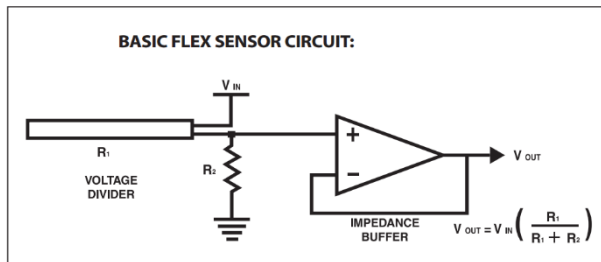 BASIC FLEX SENSOR CIRCUIT:
V IN
R1
R2
VOLTAGE
DIVIDER
+
−
V OUT
IMPEDANCE
BUFFER
V OUT = V IN ( R1 / R1 + R2 )